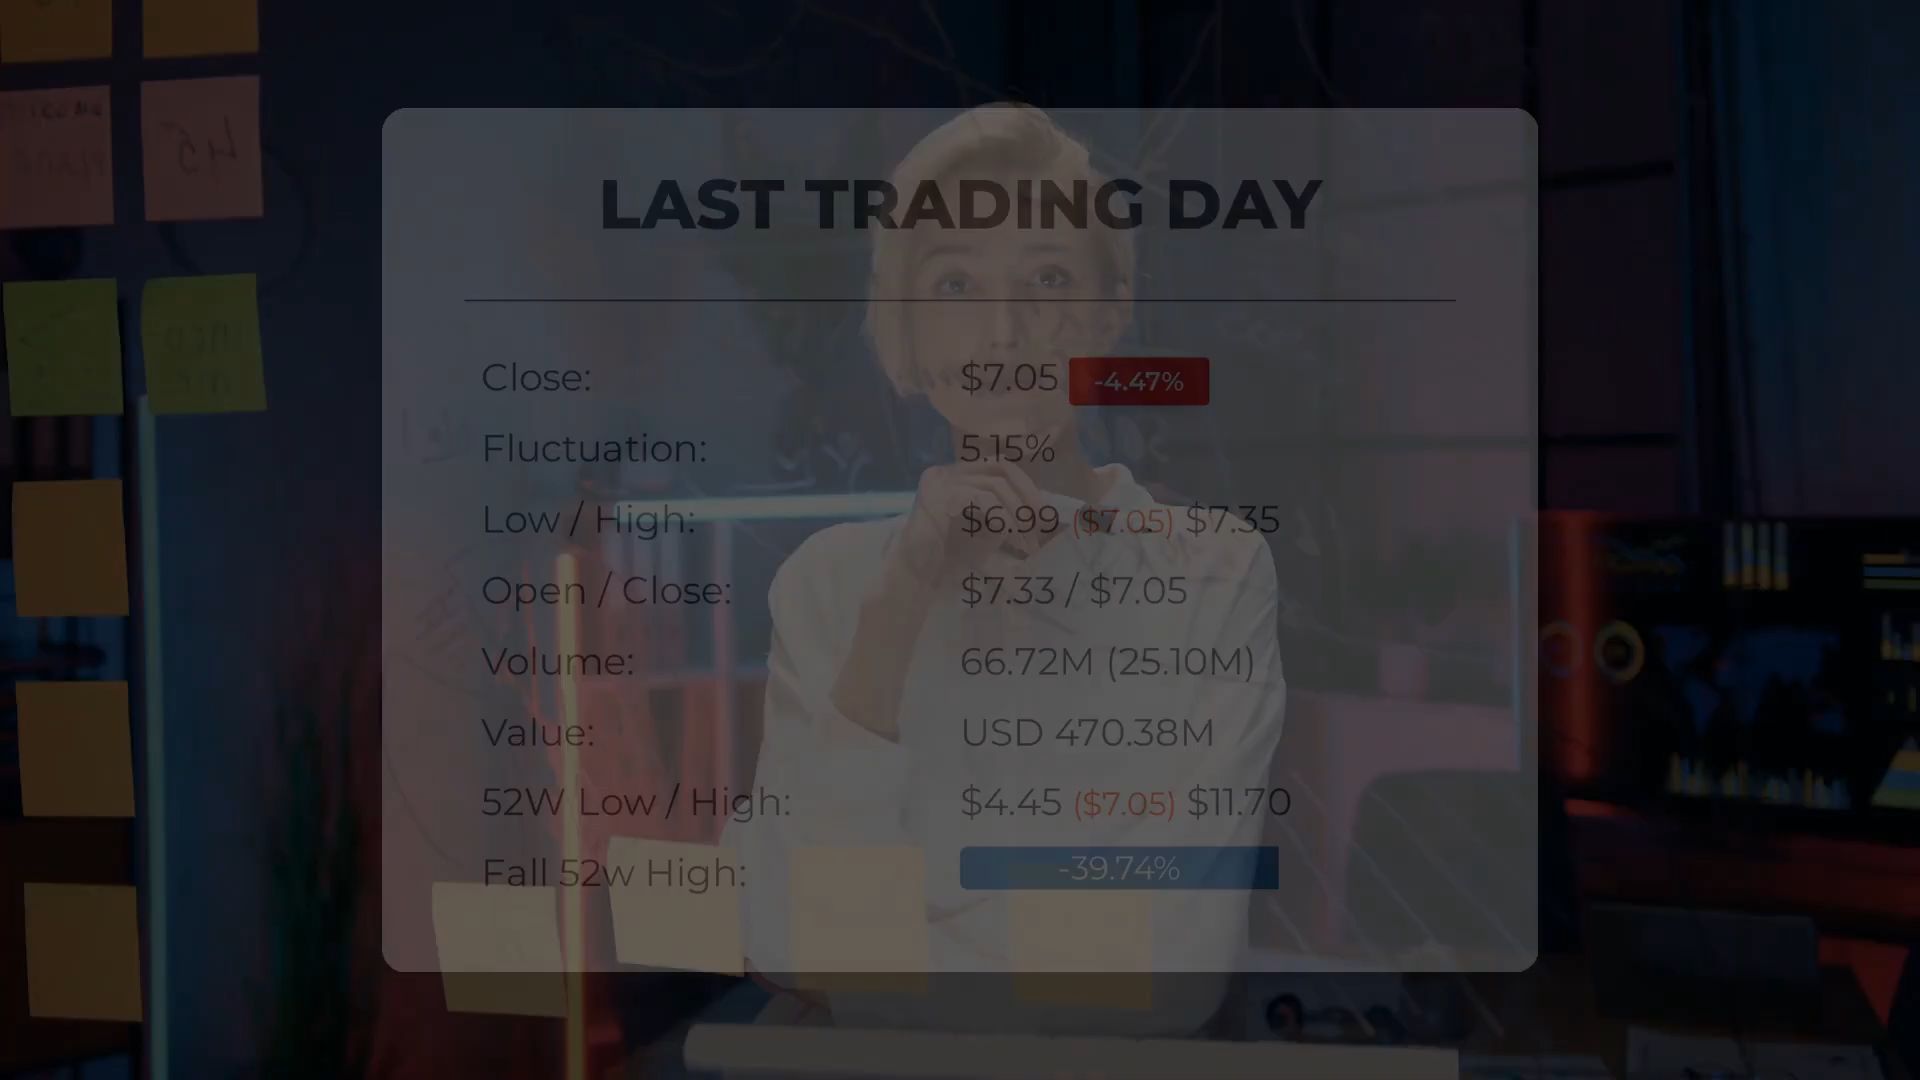 45
LAST TRADING DAY
Close: $7.05 -4.47%
Fluctuation: 5.15%
Low / High: $6.99 ($7.05) $7.35
Open / Close: $7.33 / $7.05
Volume: 66.72M (25.10M)
Value: USD 470.38M
52W Low / High: $4.45 ($7.05) $11.70
Fall 52w High: -39.74%